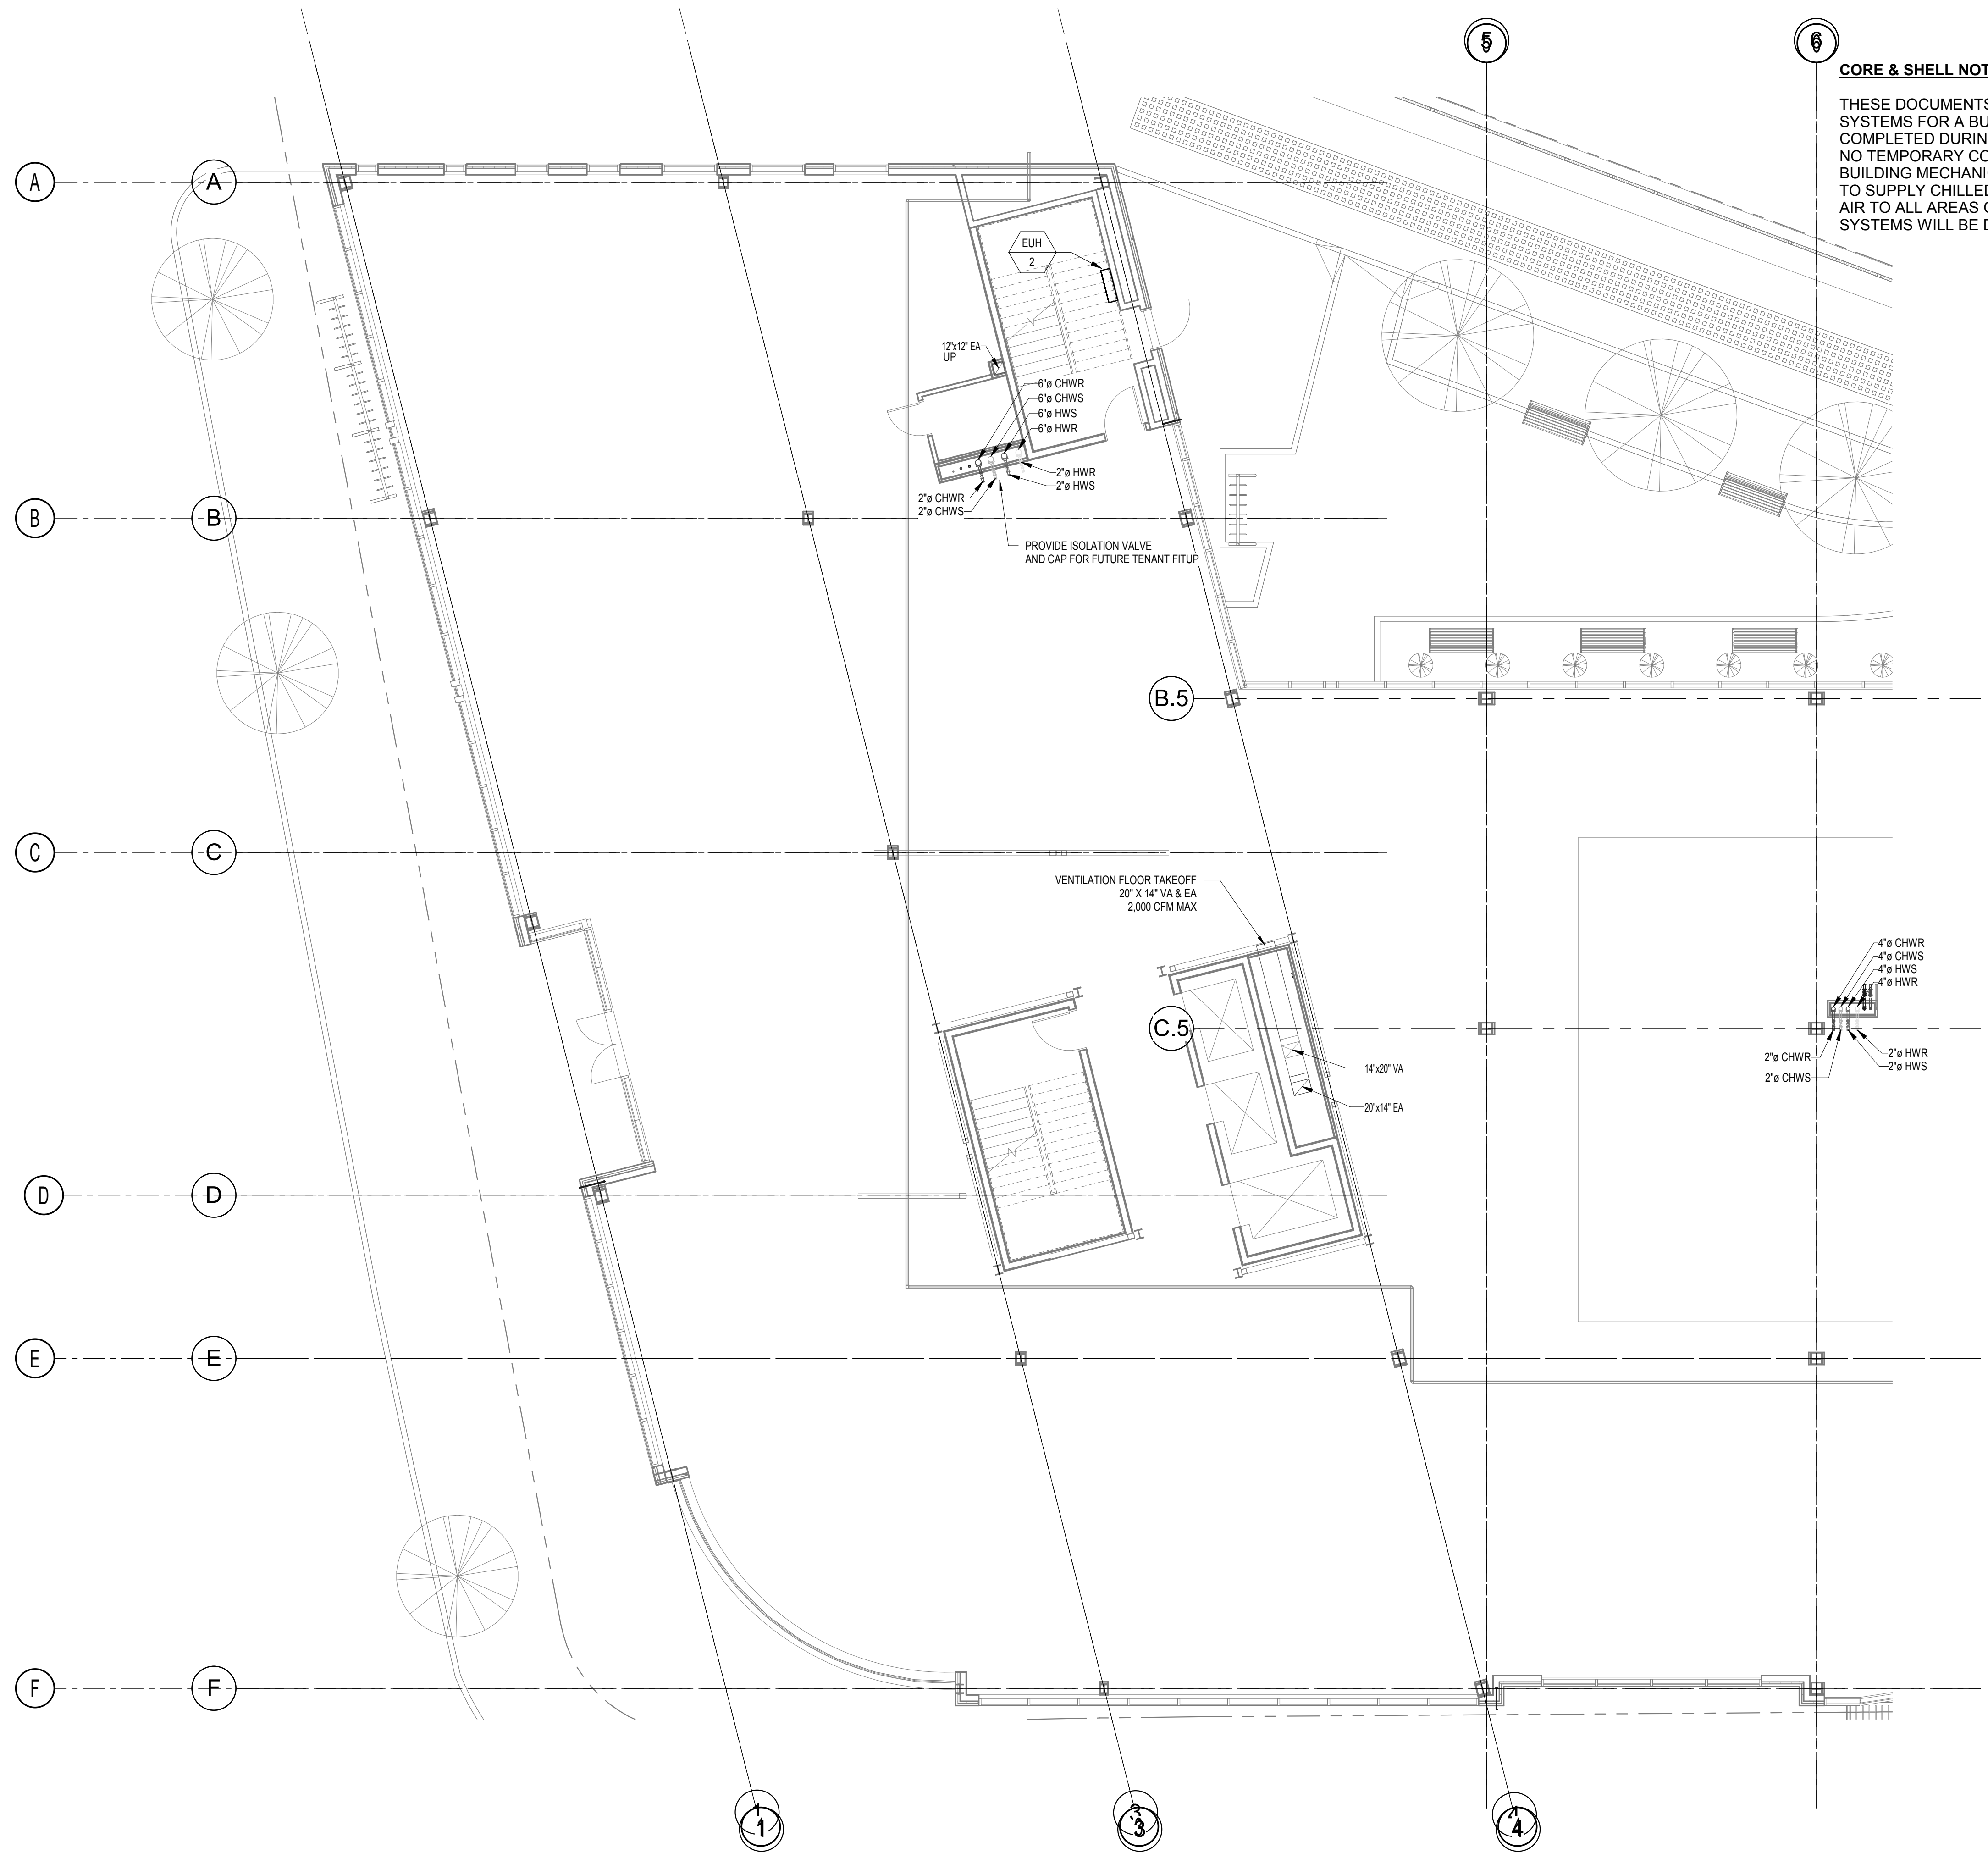 5
6
CORE & SHELL NOT
THESE DOCUMENTS
SYSTEMS FOR A BU
COMPLETED DURIN
NO TEMPORARY CO
BUILDING MECHANI
TO SUPPLY CHILLED
AIR TO ALL AREAS
SYSTEMS WILL BE
A
A
EUH
2
12"x12" EA
UP
6"ø CHWR
6"ø CHWS
6"ø HWS
6"ø HWR
2"ø HWR
2"ø HWS
2"ø CHWR
2"ø CHWS
B
B
PROVIDE ISOLATION VALVE
AND CAP FOR FUTURE TENANT FITUP
B.5
C
C
VENTILATION FLOOR TAKEOFF
20" X 14" VA & EA
2,000 CFM MAX
4"ø CHWR
4"ø CHWS
4"ø HWS
4"ø HWR
C.5
2"ø CHWR
2"ø CHWS
2"ø HWR
2"ø HWS
14"x20" VA
20"x14" EA
D
D
E
E
F
F
1
1
3
3
4
4